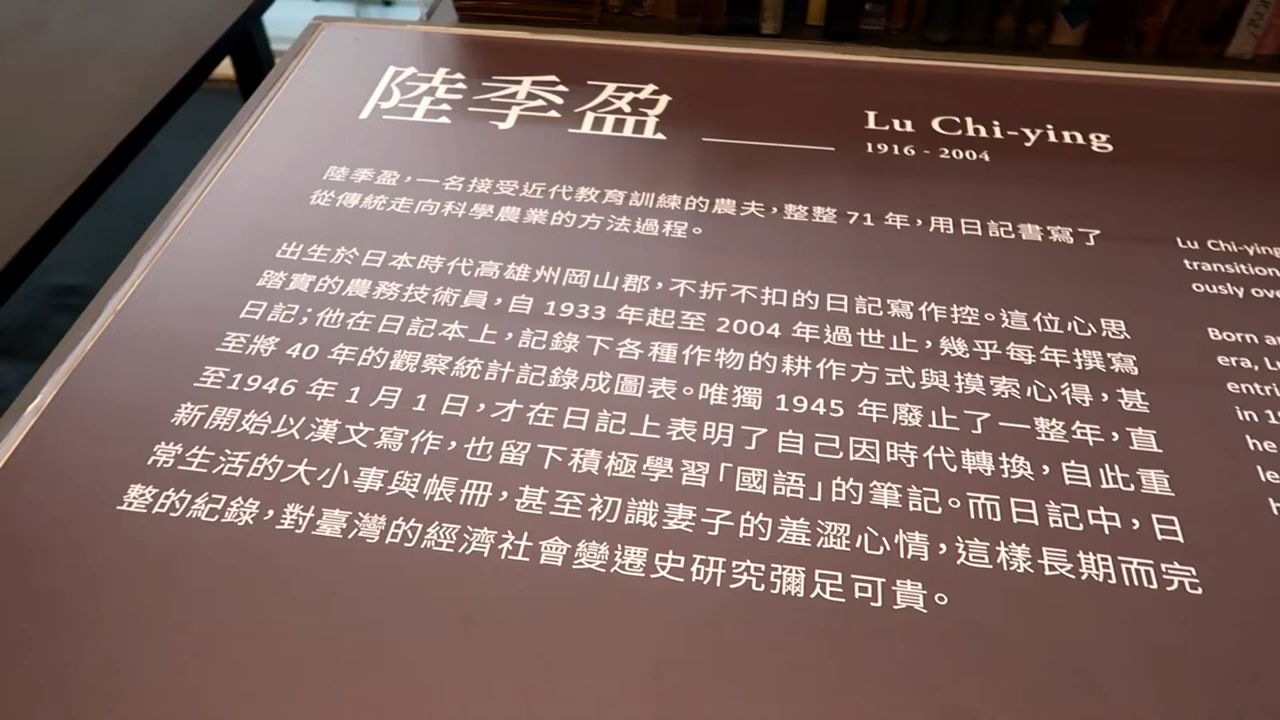 陸季盈
Lu Chi-ying
1916 - 2004
陸季盈，一名接受近代教育訓練的農夫，整整 71 年，用日記書寫了
從傳統走向科學農業的方法過程。
出生於日本時代高雄州岡山郡，不折不扣的日記寫作控。這位心思
踏實的農務技術員，自 1933 年起至 2004 年過世止，幾乎每年撰寫
日記；他在日記本上，記錄下各種作物的耕作方式與摸索心得，甚
至將 40 年的觀察統計記錄成圖表。唯獨 1945 年廢止了一整年，直
至1946 年 1 月 1 日，才在日記上表明了自己因時代轉換，自此重
新開始以漢文寫作，也留下積極學習「國語」的筆記。而日記中，日
常生活的大小事與帳冊，甚至初識妻子的羞澀心情，這樣長期而完
整的紀錄，對臺灣的經濟社會變遷史研究彌足可貴。
Lu Chi-ying
transition
ously ov
Born a
era, L
entri
in 1
he
le